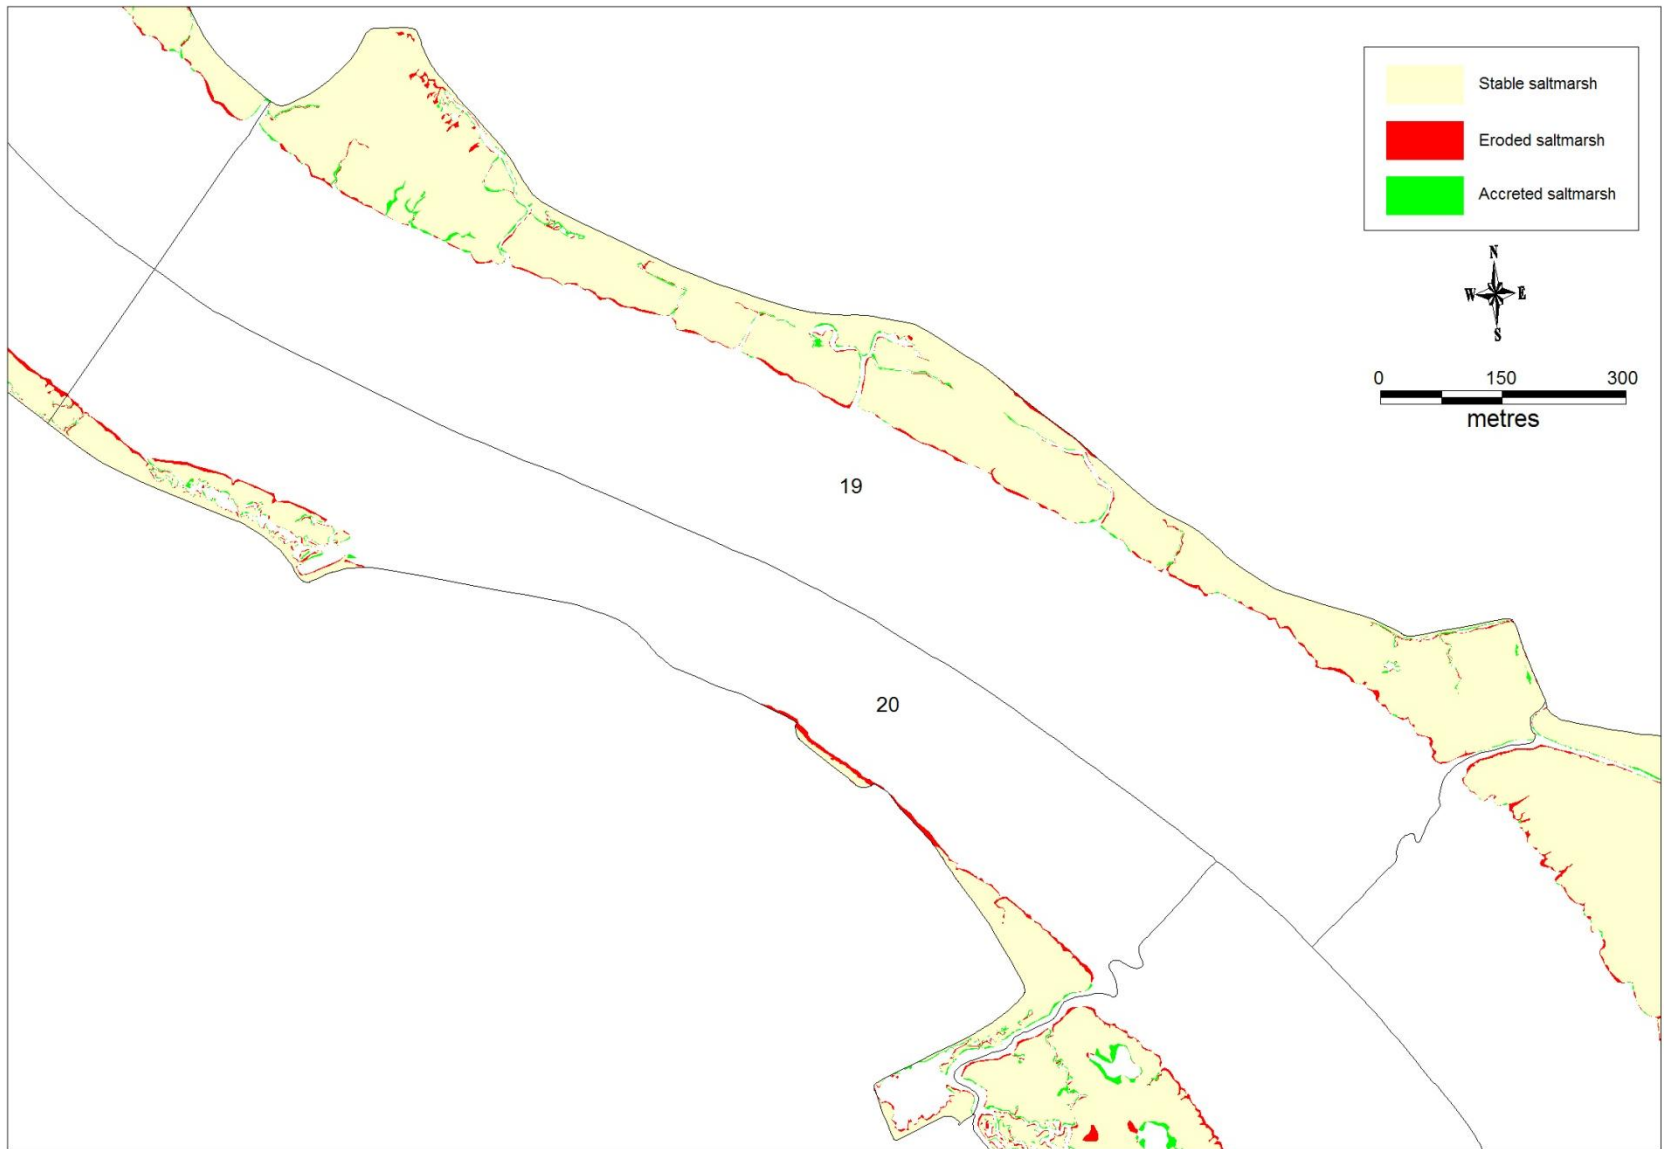 Stable saltmarsh
Eroded saltmarsh
Accreted saltmarsh
N
W E
S
0 150 300
metres
19
20